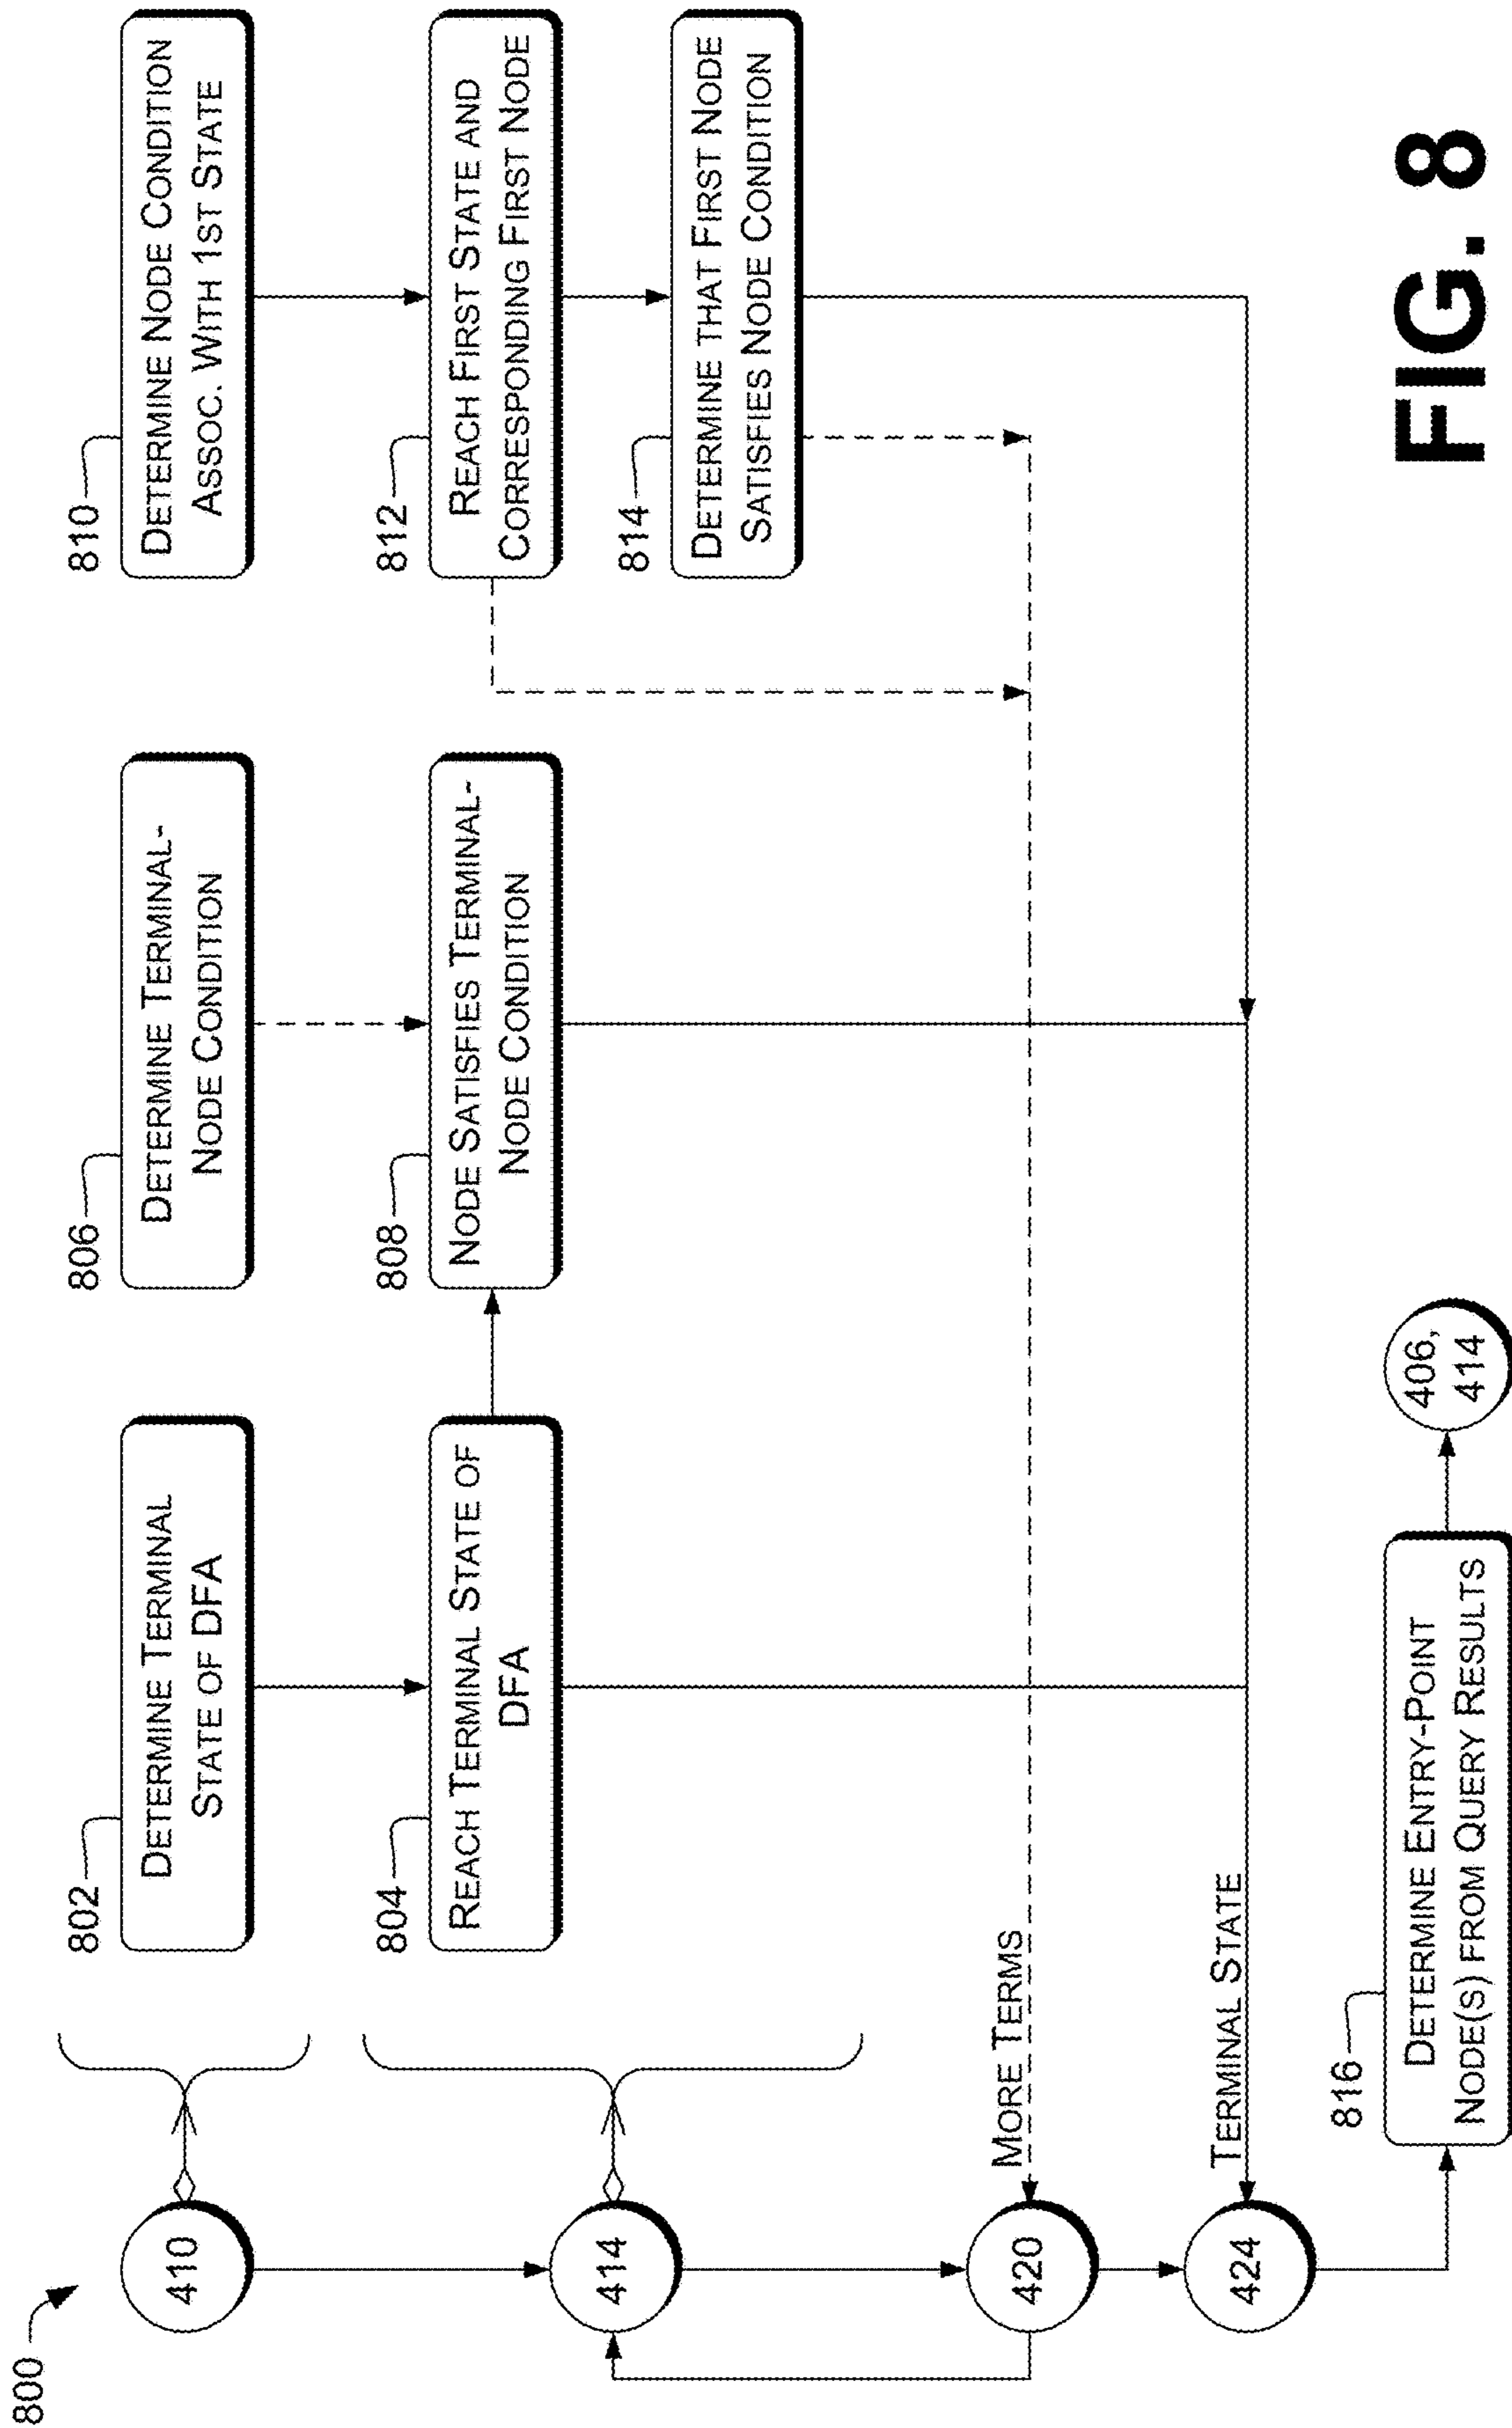 800
802
DETERMINE TERMINAL
STATE OF DFA
806
DETERMINE TERMINAL-
NODE CONDITION
810
DETERMINE NODE CONDITION
ASSOC. WITH 1ST STATE
410
804
REACH TERMINAL STATE OF
DFA
808
NODE SATISFIES TERMINAL-
NODE CONDITION
812
REACH FIRST STATE AND
CORRESPONDING FIRST NODE
414
814
DETERMINE THAT FIRST NODE
SATISFIES NODE CONDITION
MORE TERMS
420
TERMINAL STATE
424
816
DETERMINE ENTRY-POINT
NODE(S) FROM QUERY RESULTS
406,
414
FIG. 8